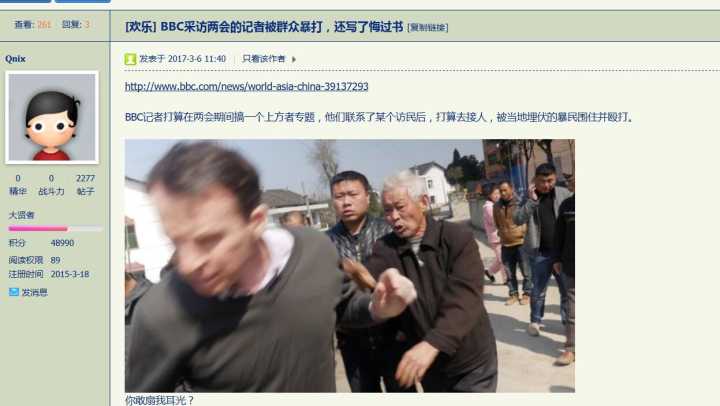 查看: 261 回复: 3
[欢乐] BBC采访两会的记者被群众暴打，还写了悔过书 [复制链接]
Qnix
发表于 2017-3-6 11:40 | 只看该作者
http://www.bbc.com/news/world-asia-china-39137293
BBC记者打算在两会期间搞一个上方者专题，他们联系了某个访民后，打算去接人，被当地埋伏的暴民围住并殴打。
0 0 2277
精华 战斗力 帖子
大贤者
积分 48990
阅读权限 89
注册时间 2015-3-18
发消息
你敢扇我耳光？